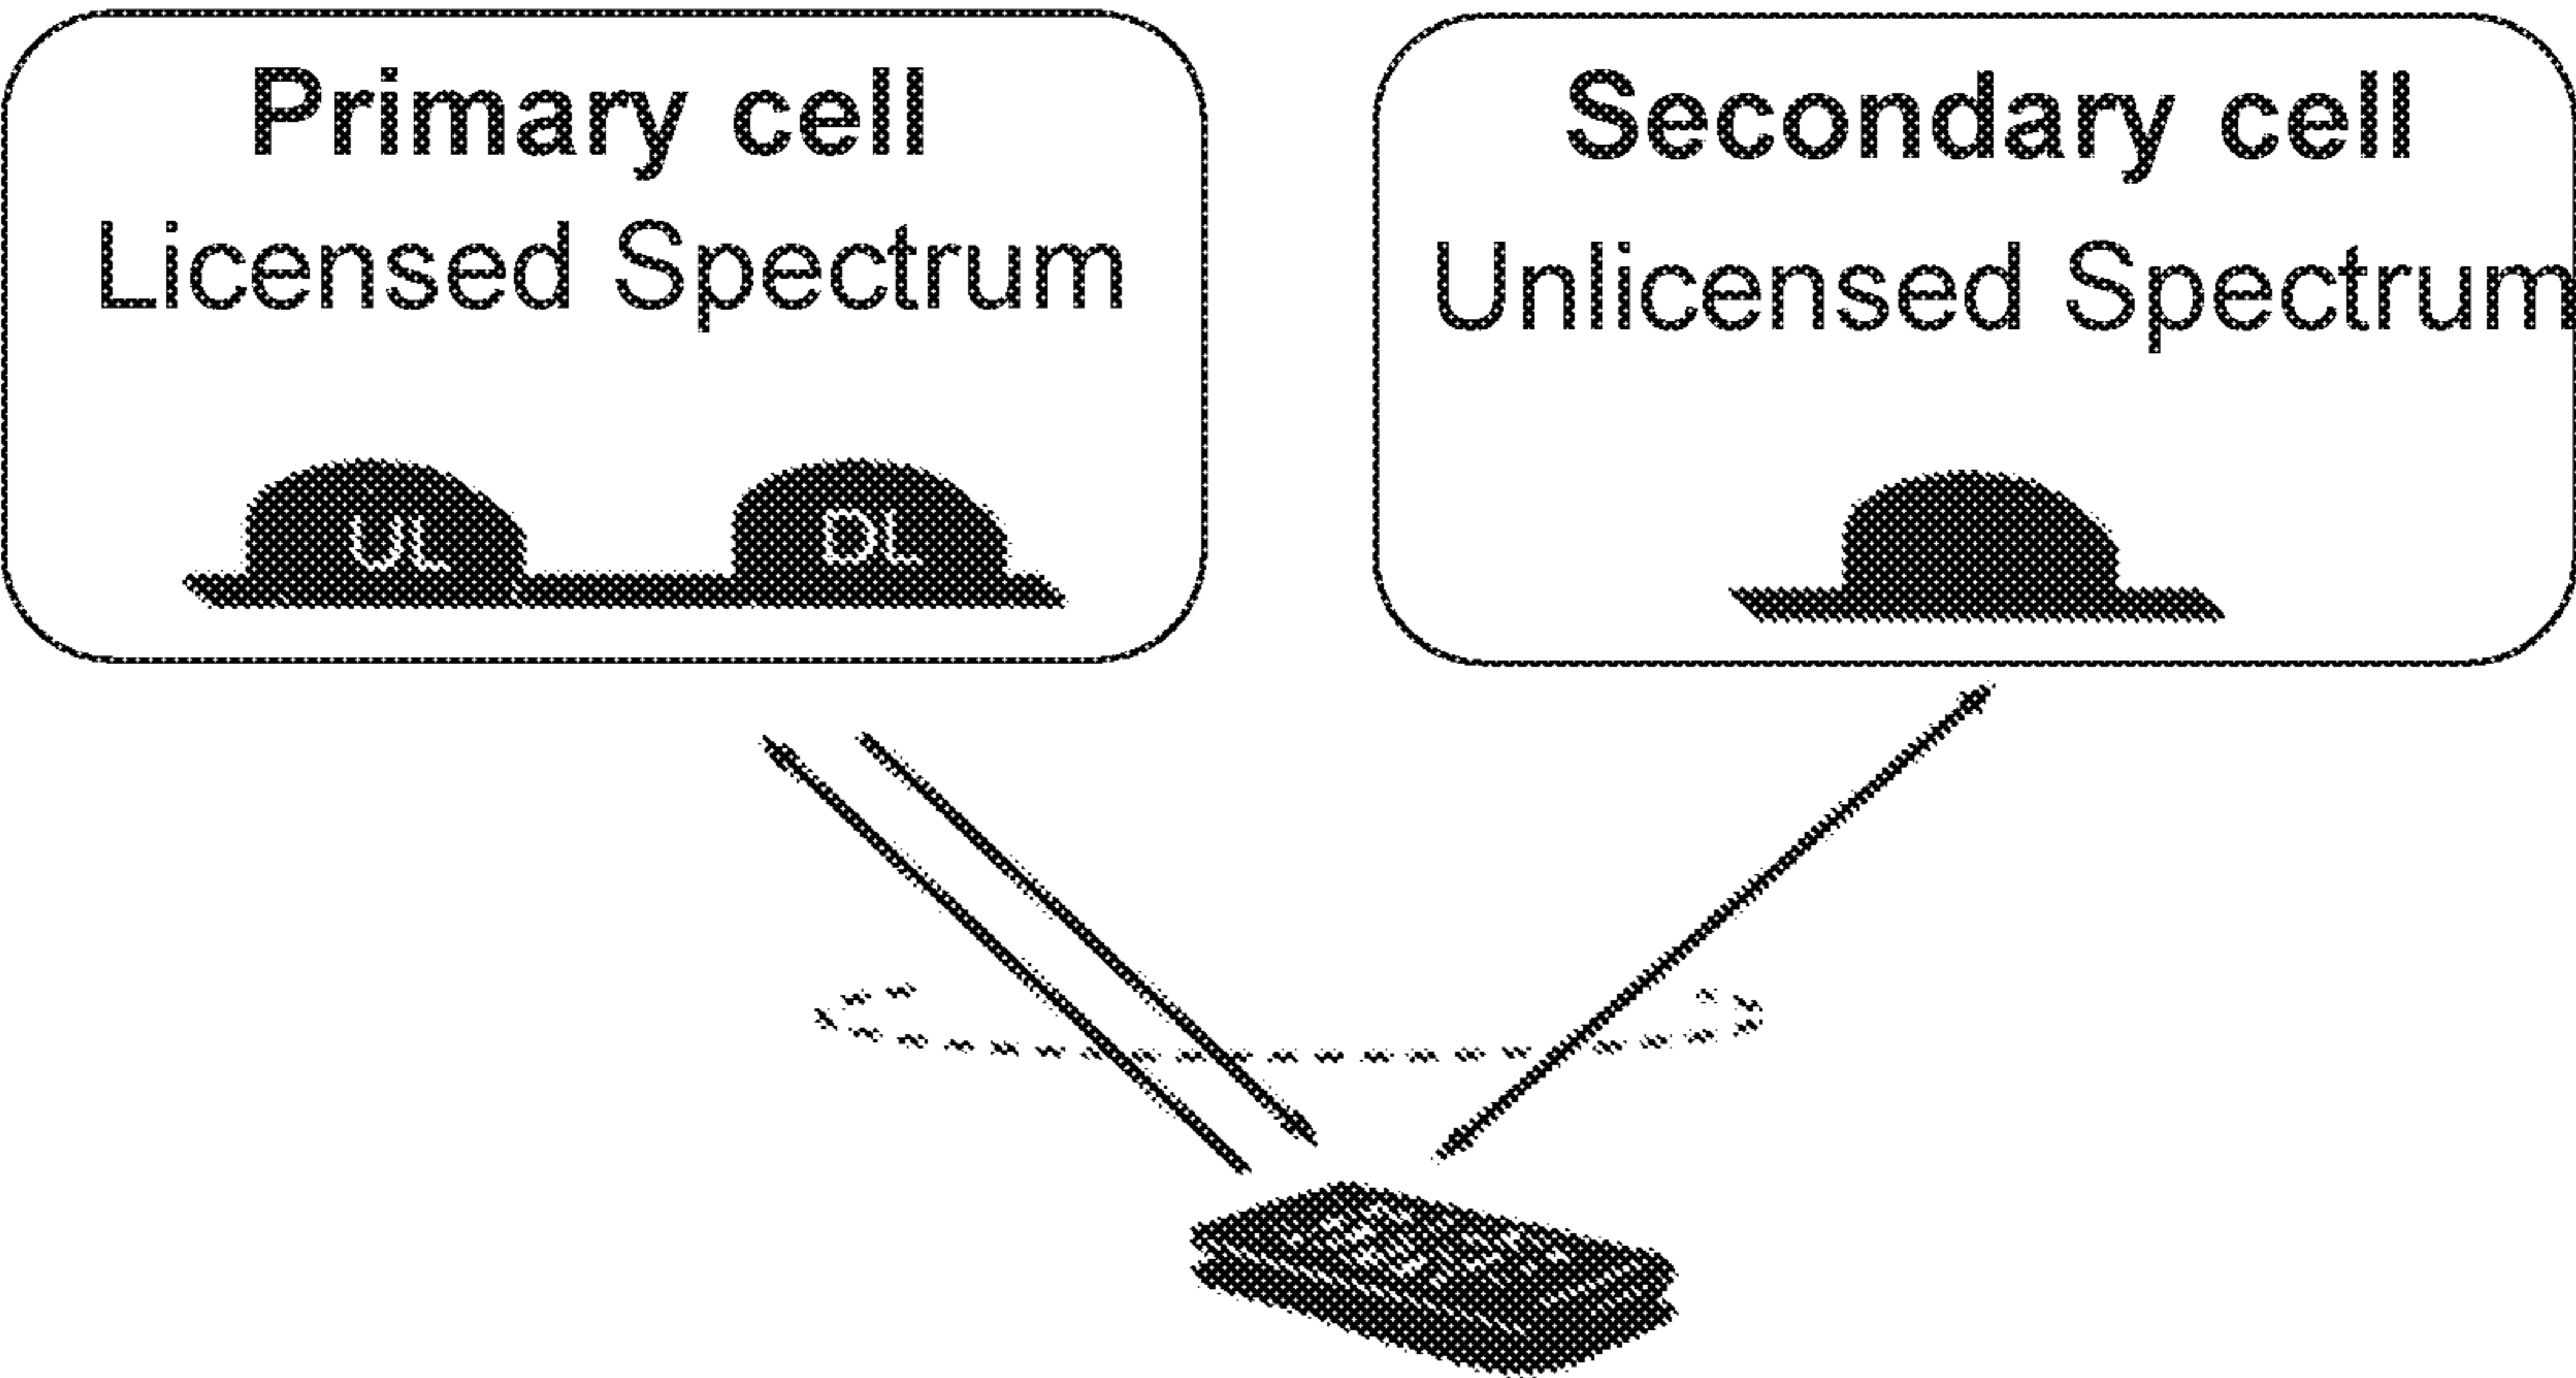 Primary cell
Licensed Spectrum
UL
DL
Secondary cell
Unlicensed Spectrum